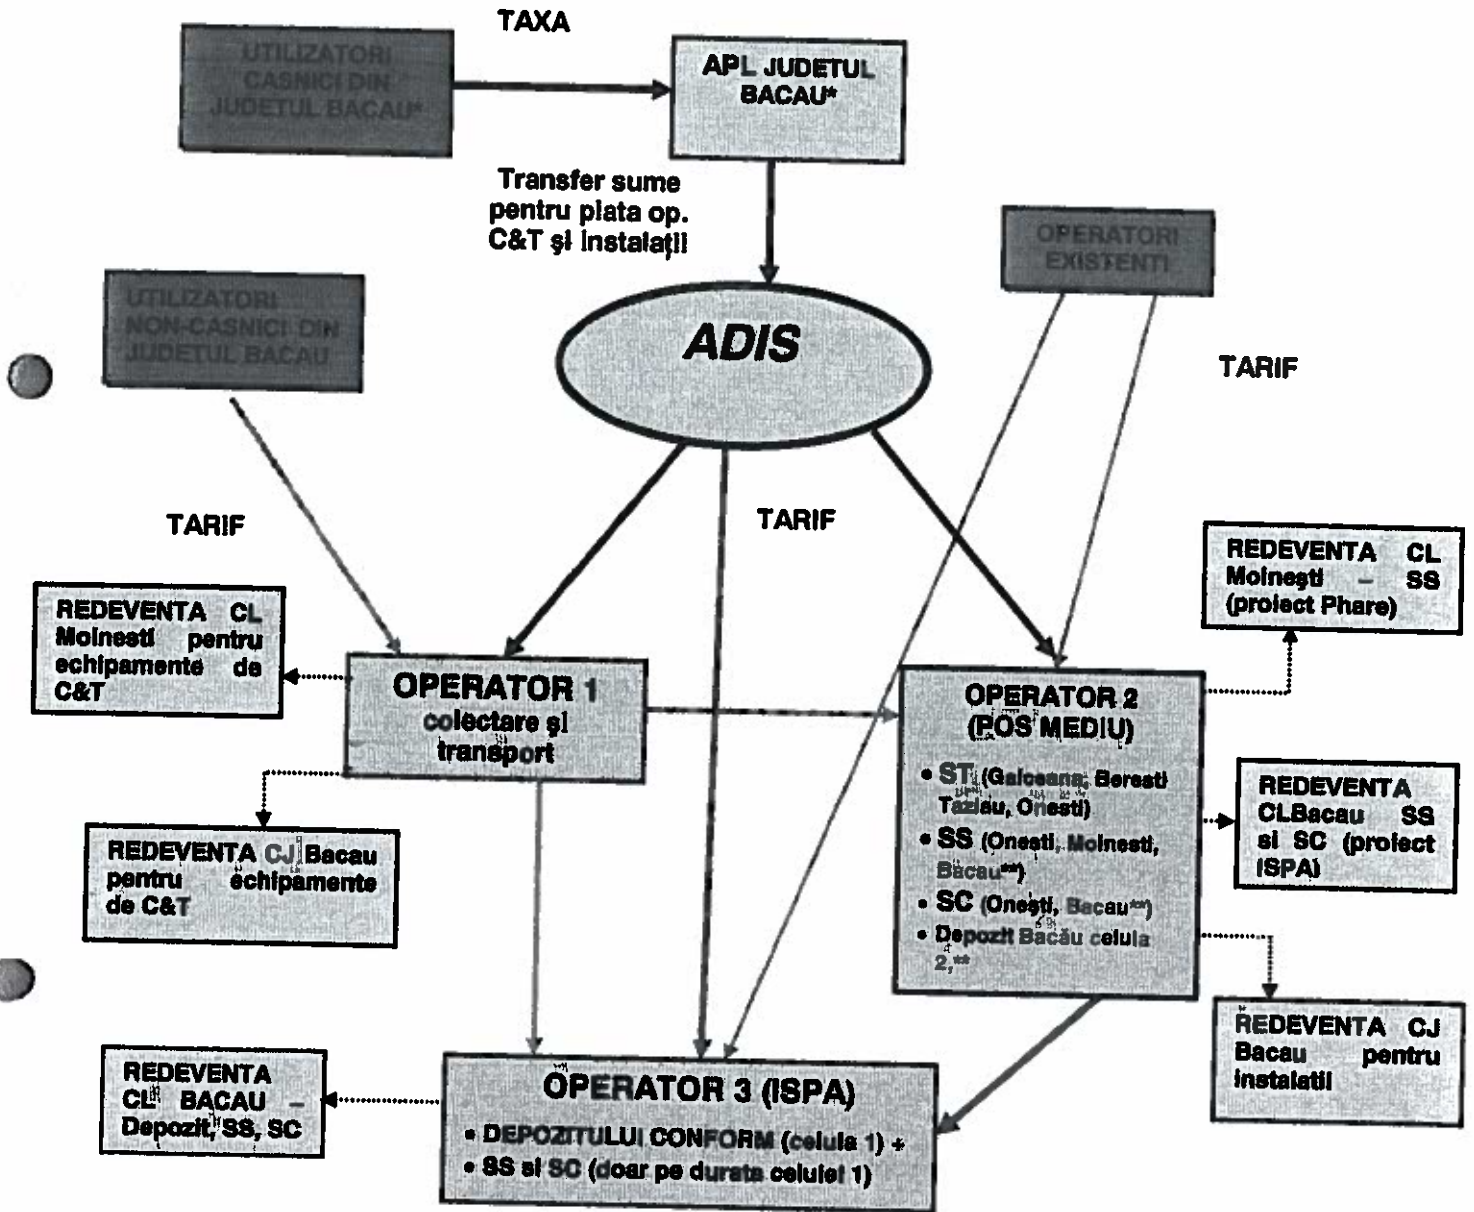 TAXA
UTILIZATORI
CASNICI DIN
JUDETUL BACAU*
APL JUDETUL
BACAU*
Transfer sume
pentru plata op.
C&T şi instalaţii
OPERATORI
EXISTENTI
UTILIZATORI
NON-CASNICI DIN
JUDETUL BACAU
ADIS
TARIF
TARIF
TARIF
REDEVENTA CL
Moineşti – SS
(proiect Phare)
REDEVENTA CL
Moinesti pentru
echipamente de
C&T
OPERATOR 1
colectare şi
transport
OPERATOR 2
(POS MEDIU)
• ST (Gaiceana, Beresti
Tazlau, Onesti)
• SS (Onesti, Moinesti,
Bacau**)
• SC (Oneşti, Bacau**)
• Depozit Bacău celula
2,**
REDEVENTA
CLBacau SS
si SC (proiect
ISPA)
REDEVENTA CJ Bacau
pentru echipamente
de C&T
REDEVENTA CJ
Bacau pentru
instalatii
REDEVENTA
CL BACAU –
Depozit, SS, SC
OPERATOR 3 (ISPA)
• DEPOZITULUI CONFORM (celula 1) +
• SS si SC (doar pe durata celulei 1)